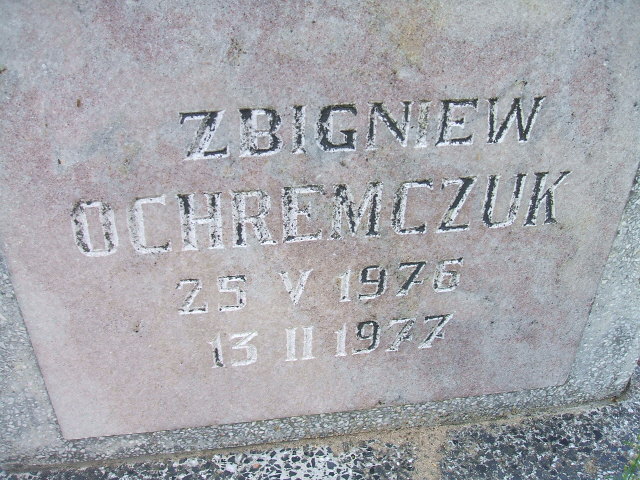 ZBIGNIEW
OCHREMCZUK
25 V 1976
13 II 1977